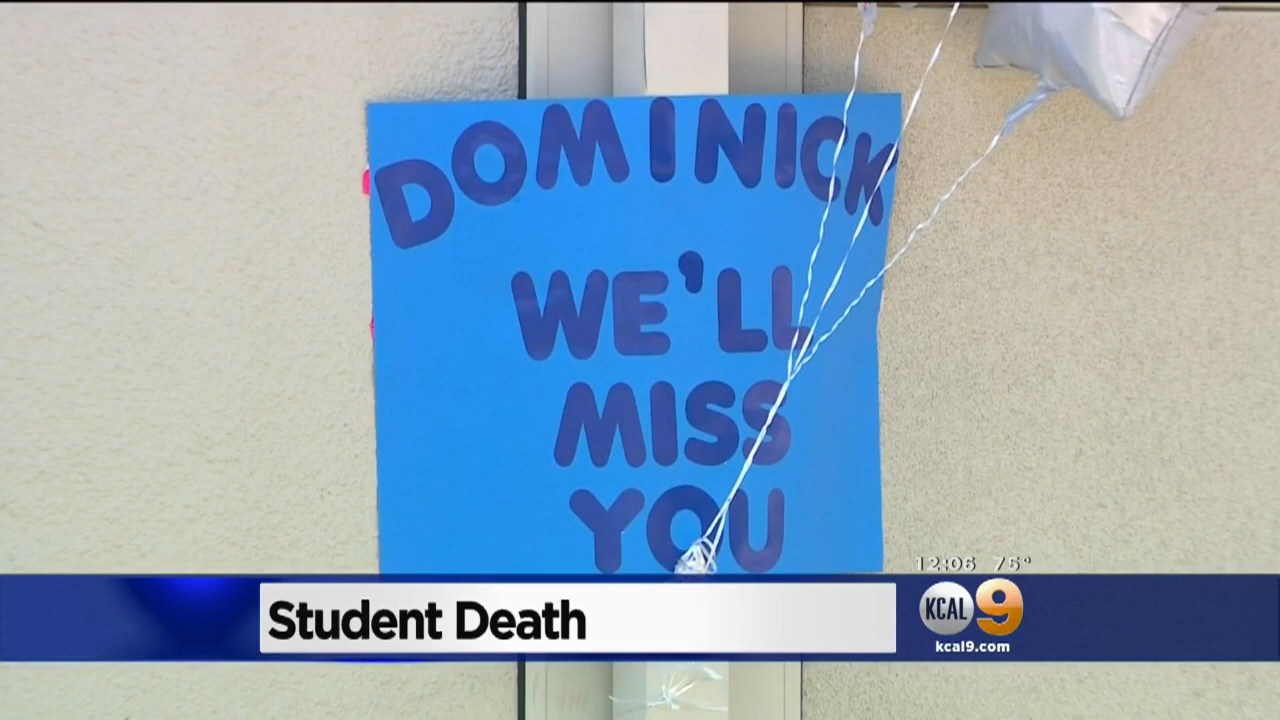 DOMINICK
WE'LL
MISS
YOU
12:06 75°
Student Death
KCAL 9
kcal9.com